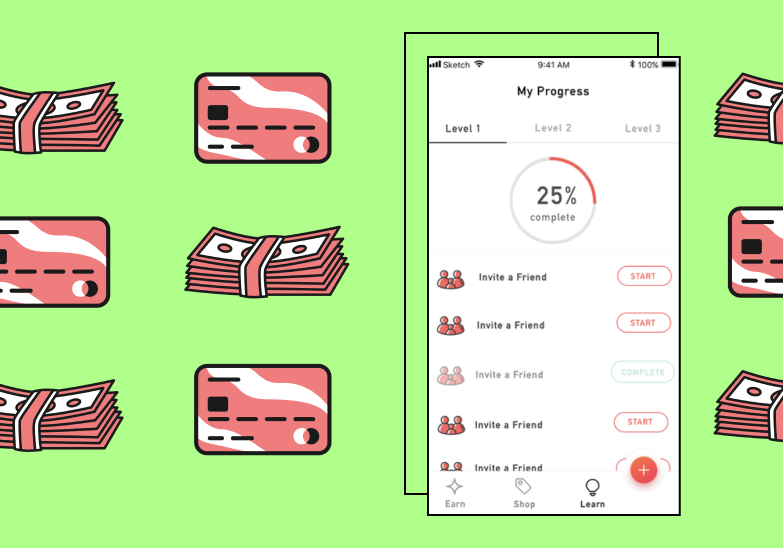 Sketch 9:41 AM 100%
My Progress
Level 1 Level 2 Level 3
25%
complete
Invite a Friend START
Invite a Friend START
Invite a Friend COMPLETE
Invite a Friend START
Invite a Friend
+
Earn Shop Learn